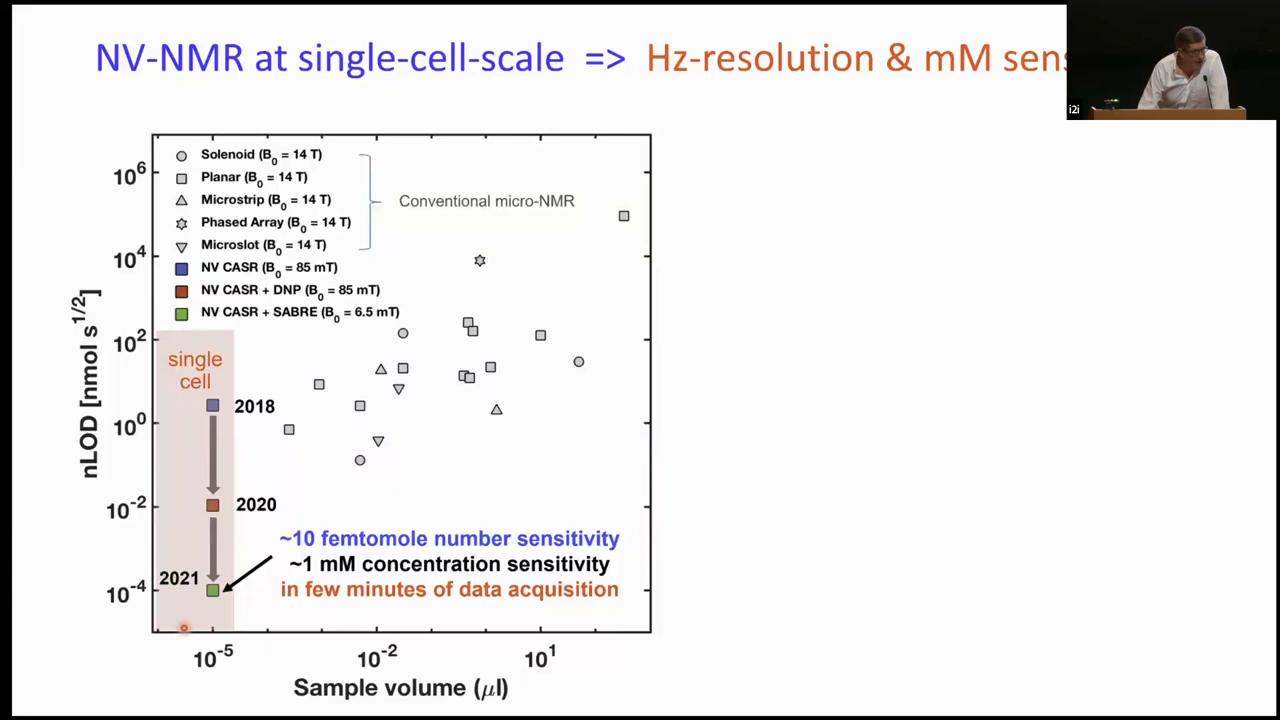 NV-NMR at single-cell-scale => Hz-resolution & mM sens
i2i
Solenoid (B0 = 14 T)
Planar (B0 = 14 T)
Microstrip (B0 = 14 T)
Phased Array (B0 = 14 T)
Microslot (B0 = 14 T)
Conventional micro-NMR
NV CASR (B0 = 85 mT)
NV CASR + DNP (B0 = 85 mT)
NV CASR + SABRE (B0 = 6.5 mT)
10^6
10^4
10^2
10^0
10^-2
10^-4
nLOD [nmol s^1/2]
single
cell
2018
2020
2021
~10 femtomole number sensitivity
~1 mM concentration sensitivity
in few minutes of data acquisition
10^-5
10^-2
10^1
Sample volume (μl)